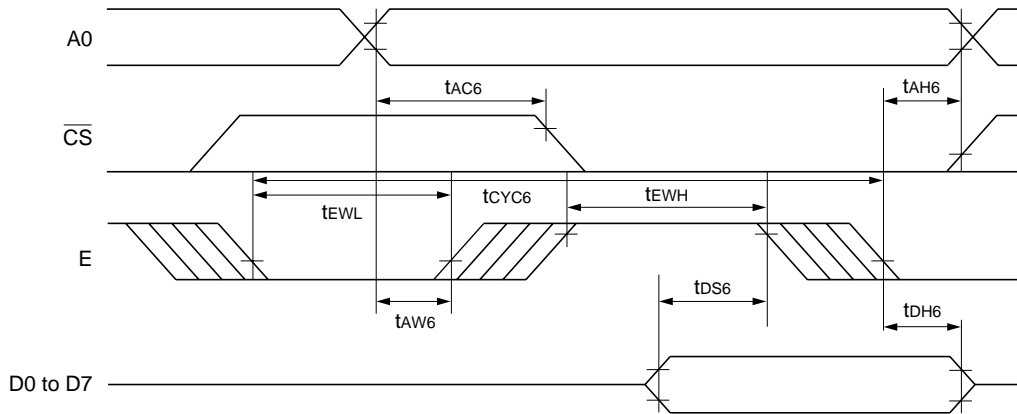 A0
tAC6
tAH6
CS
tCYC6
tEWL
tEWH
E
tAW6
tDS6
tDH6
D0 to D7